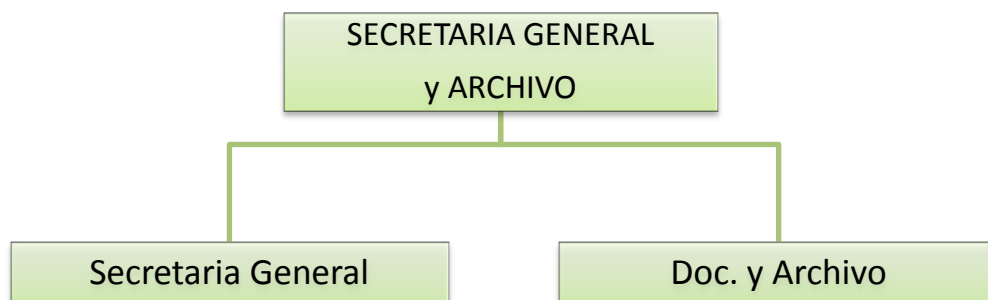 SECRETARIA GENERAL
y ARCHIVO
Secretaria General
Doc. y Archivo